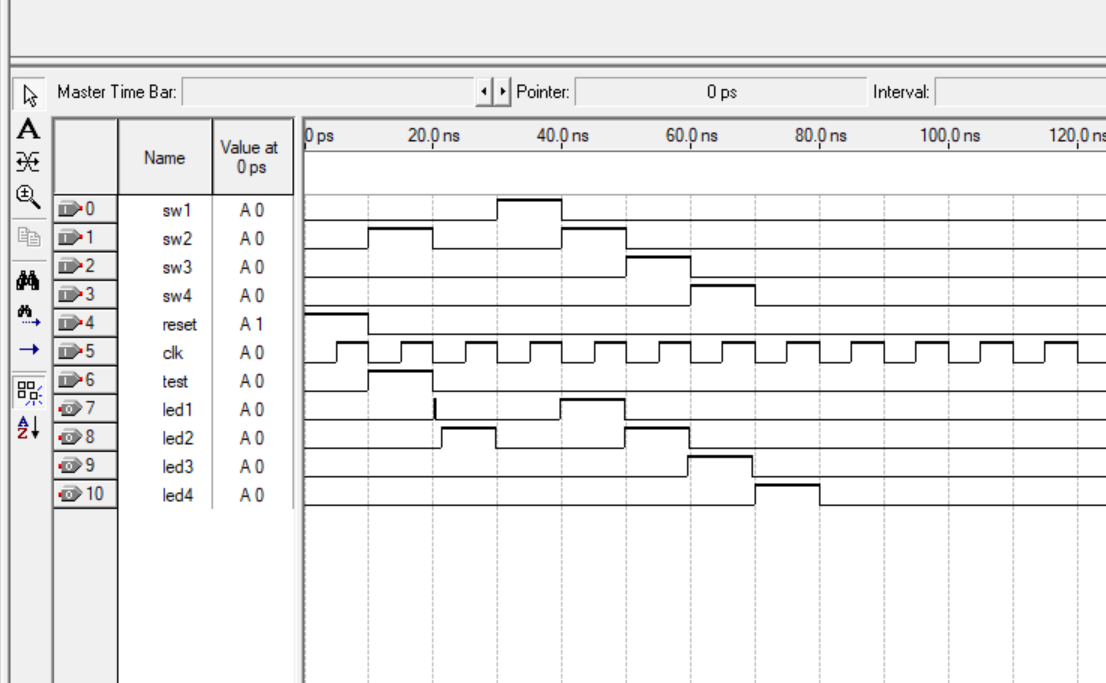 Master Time Bar: Pointer: 0 ps Interval:
0 ps 20.0 ns 40.0 ns 60.0 ns 80.0 ns 100.0 ns 120.0 ns
Name Value at
0 ps
0 sw1 A 0
1 sw2 A 0
2 sw3 A 0
3 sw4 A 0
4 reset A 1
5 clk A 0
6 test A 0
7 led1 A 0
8 led2 A 0
9 led3 A 0
10 led4 A 0